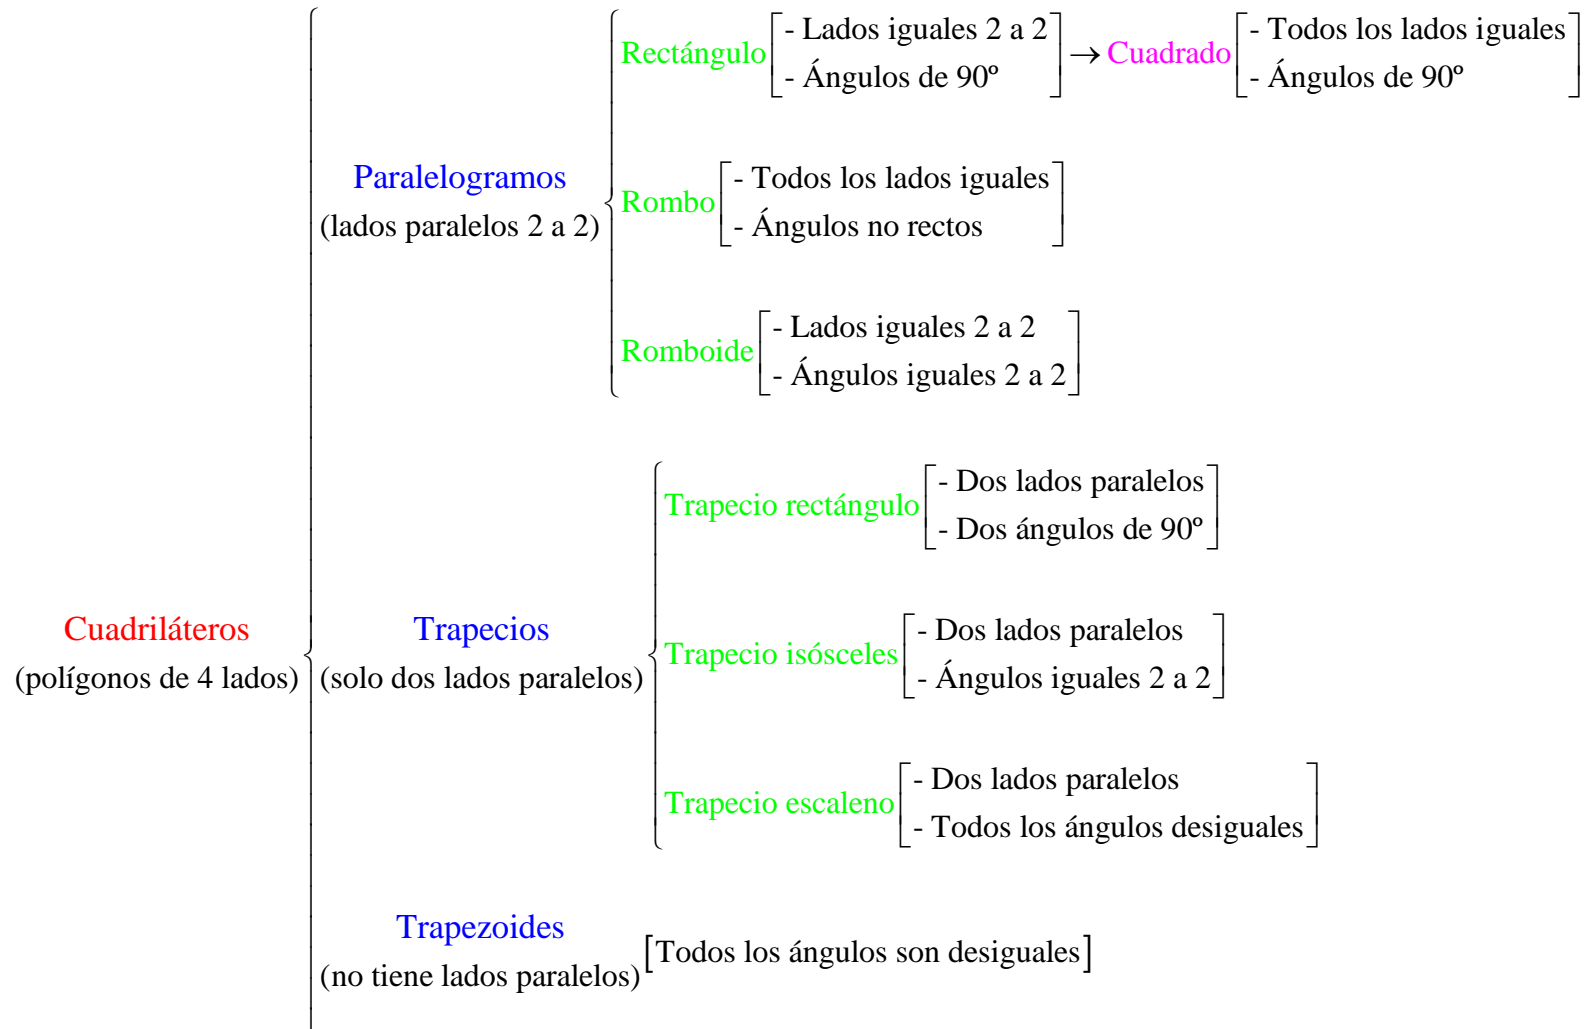 Rectángulo
- Lados iguales 2 a 2
- Ángulos de 90º
→ Cuadrado
- Todos los lados iguales
- Ángulos de 90º
Paralelogramos
(lados paralelos 2 a 2)
Rombo
- Todos los lados iguales
- Ángulos no rectos
Romboide
- Lados iguales 2 a 2
- Ángulos iguales 2 a 2
Cuadriláteros
(polígonos de 4 lados)
Trapecios
(solo dos lados paralelos)
Trapecio rectángulo
- Dos lados paralelos
- Dos ángulos de 90º
Trapecio isósceles
- Dos lados paralelos
- Ángulos iguales 2 a 2
Trapecio escaleno
- Dos lados paralelos
- Todos los ángulos desiguales
Trapezoides
(no tiene lados paralelos)
[Todos los ángulos son desiguales]